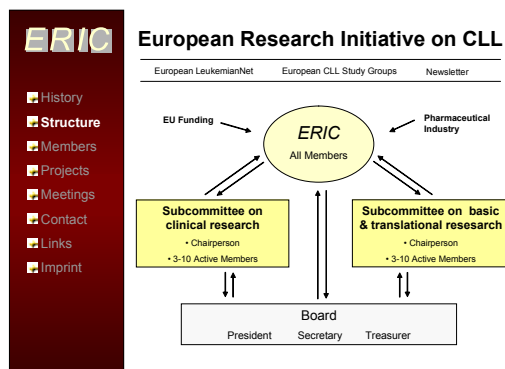 ERIC
European Research Initiative on CLL
European LeukemianNet European CLL Study Groups Newsletter
History
Structure
Members
Projects
Meetings
Contact
Links
Imprint
EU Funding
Pharmaceutical
Industry
ERIC
All Members
Subcommittee on
clinical research
• Chairperson
• 3-10 Active Members
Subcommittee on basic
& translational research
• Chairperson
• 3-10 Active Members
Board
President Secretary Treasurer